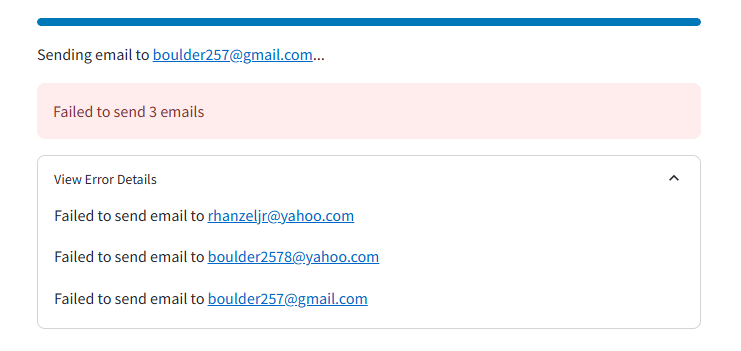 Sending email to boulder257@gmail.com...
Failed to send 3 emails
View Error Details
Failed to send email to rhanzeljr@yahoo.com
Failed to send email to boulder2578@yahoo.com
Failed to send email to boulder257@gmail.com